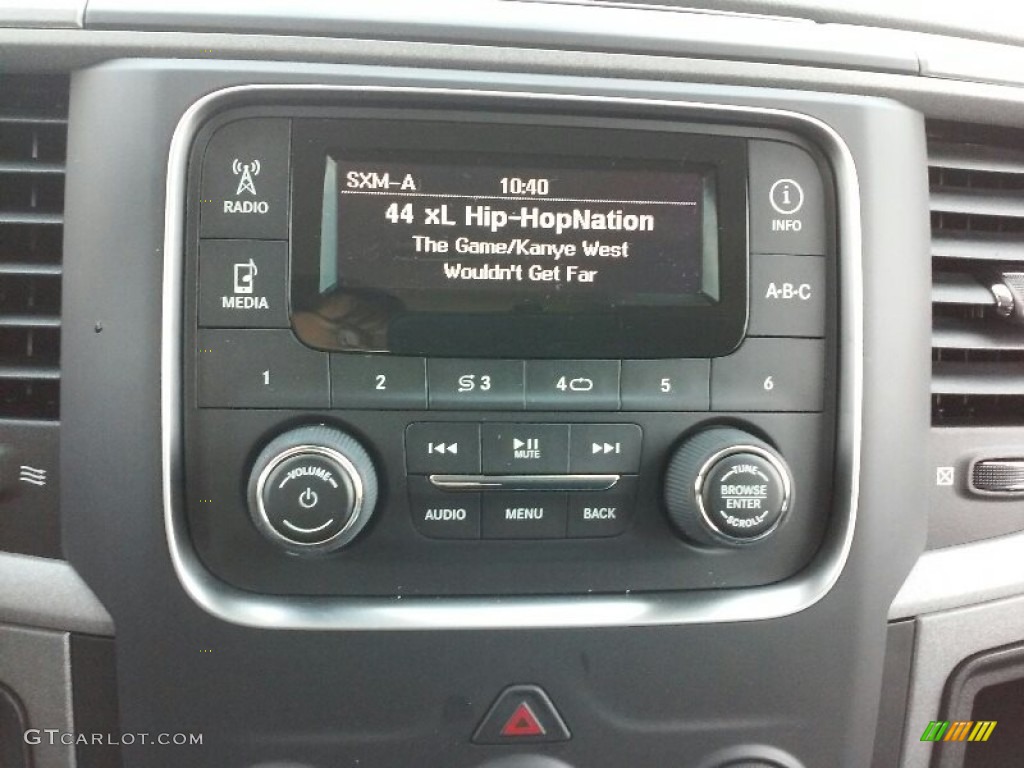 SXM-A 10:40
44 xL Hip-HopNation
The Game/Kanye West
Wouldn't Get Far
RADIO
MEDIA
i
INFO
A-B-C
1 2 3 4 5 6
VOLUME
MUTE
AUDIO MENU BACK
TUNE
BROWSE
ENTER
SCROLL
GTCARLOT.COM